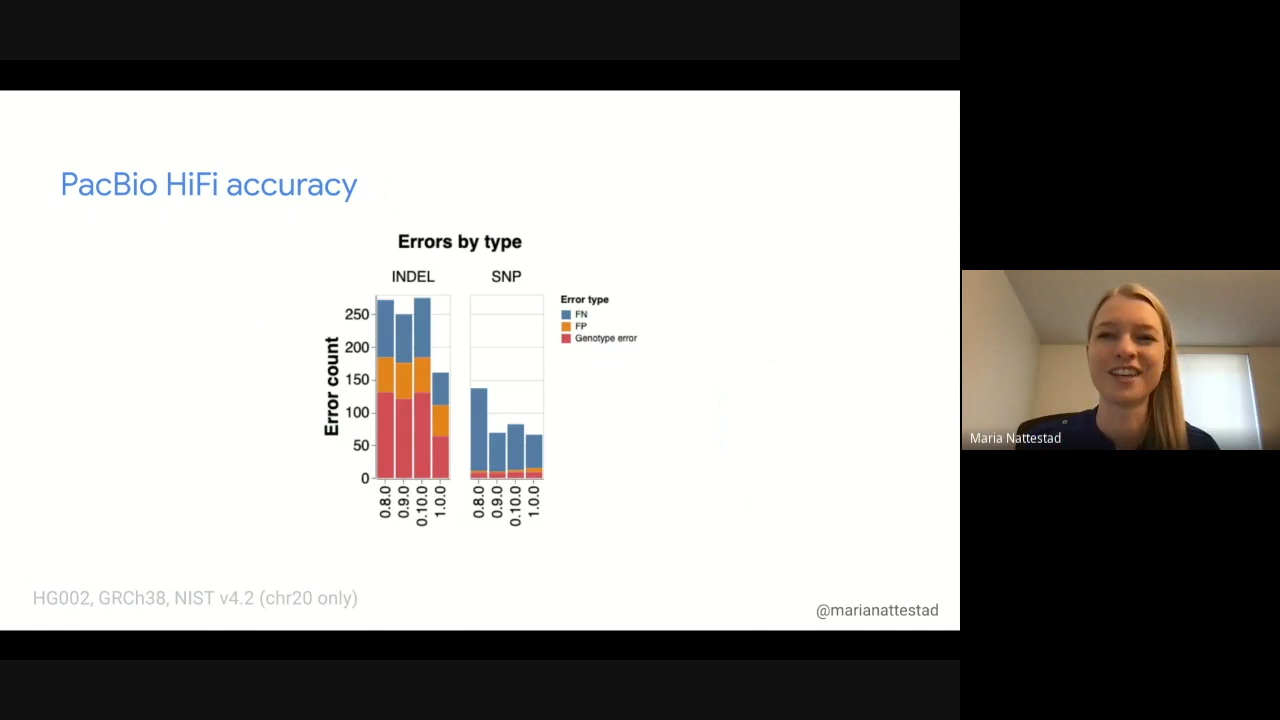 PacBio HiFi accuracy
Errors by type
INDEL
SNP
Error count
250
200
150
100
50
0
0.8.0
0.9.0
0.10.0
1.0.0
0.8.0
0.9.0
0.10.0
1.0.0
Error type
FN
FP
Genotype error
HG002, GRCh38, NIST v4.2 (chr20 only)
@marianattestad
Maria Nattestad